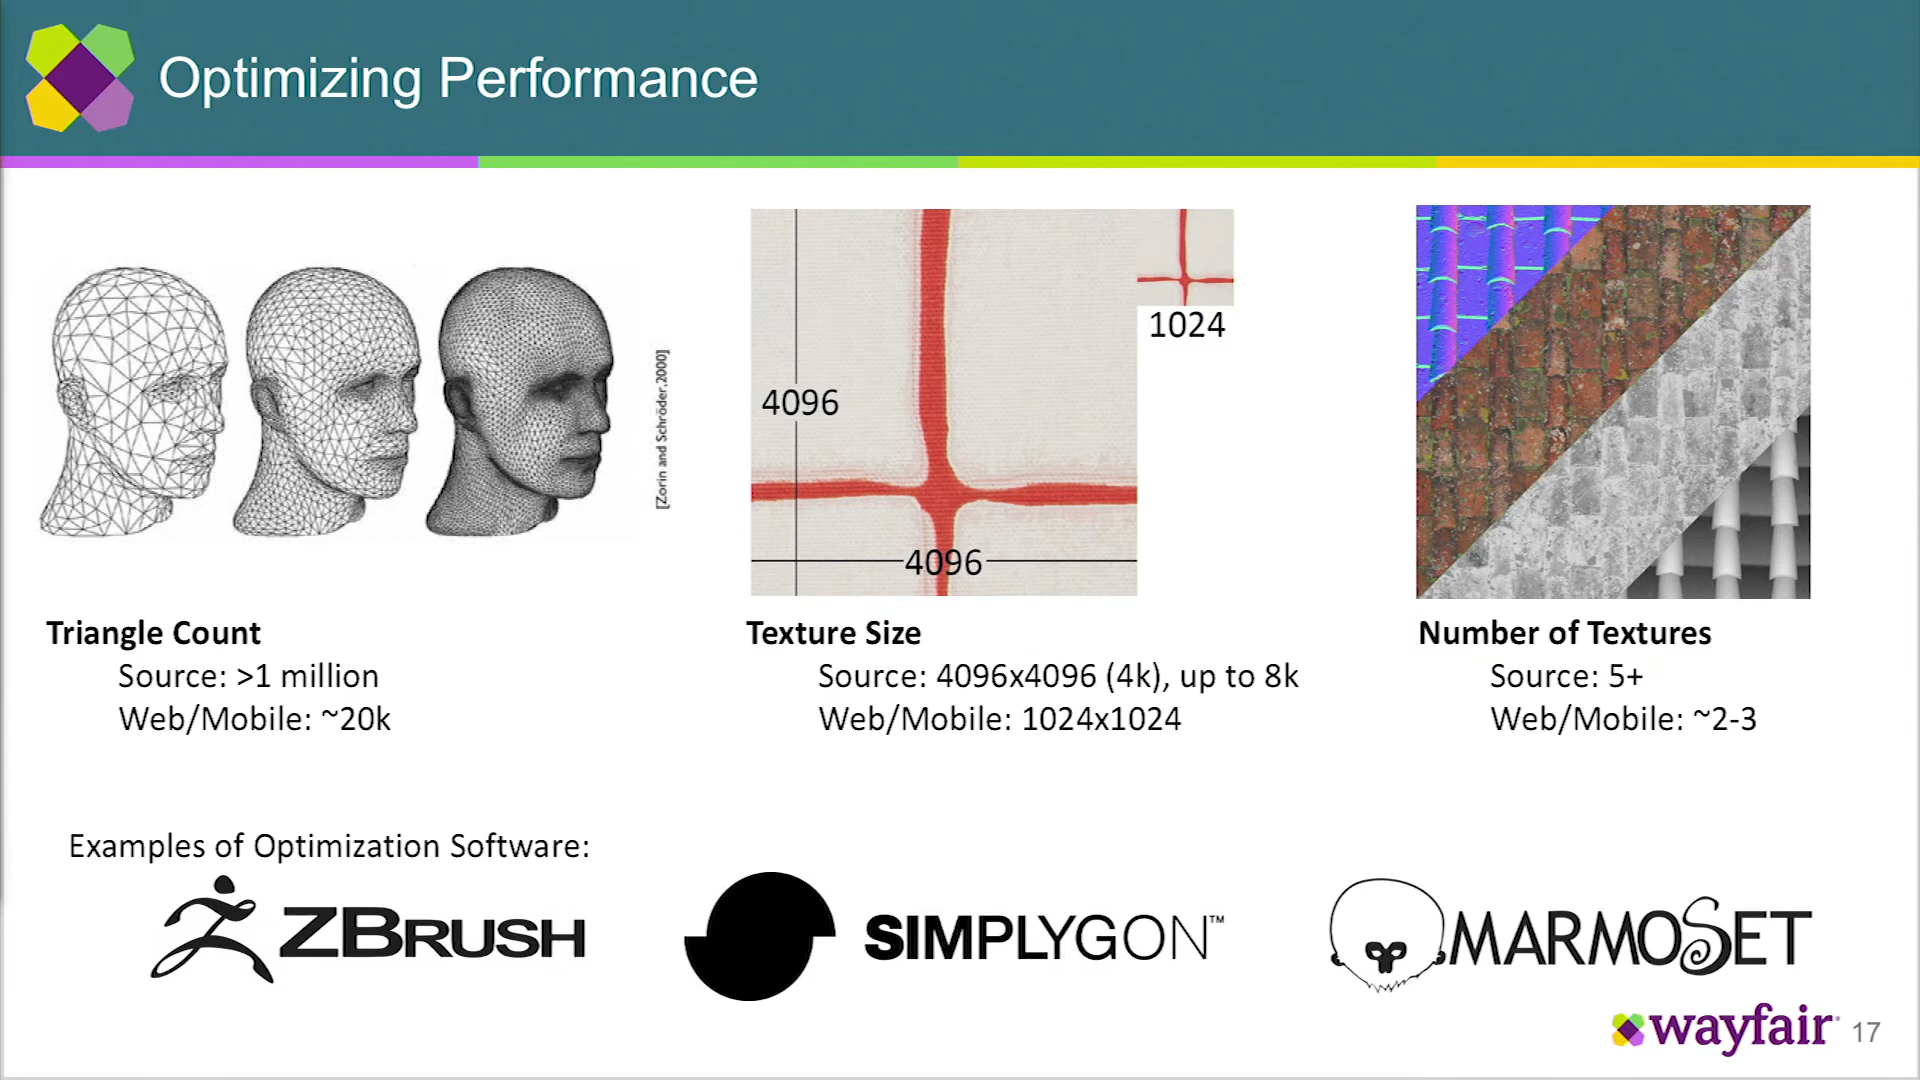 Optimizing Performance
[Zorin and Schröder, 2000]
4096
4096
1024
Triangle Count
Source: >1 million
Web/Mobile: ~20k
Texture Size
Source: 4096x4096 (4k), up to 8k
Web/Mobile: 1024x1024
Number of Textures
Source: 5+
Web/Mobile: ~2-3
Examples of Optimization Software:
ZBRUSH
SIMPLYGON™
MARMOSET
wayfair
17